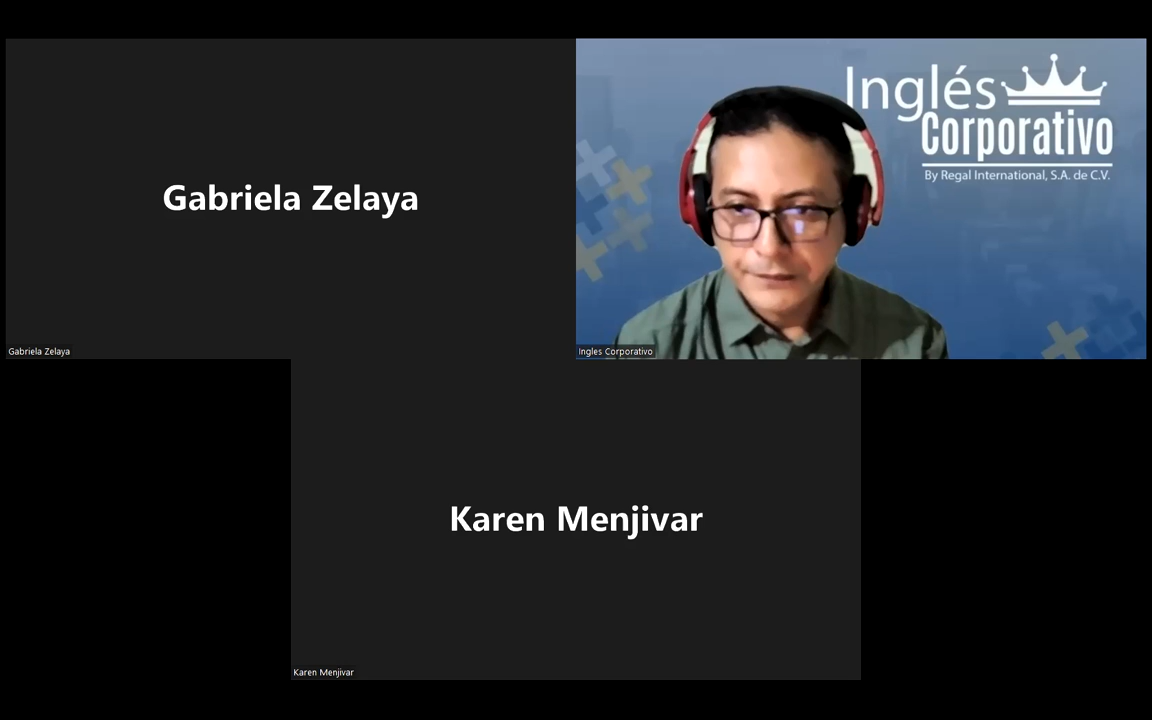 Gabriela Zelaya
Gabriela Zelaya
Inglés
Corporativo
By Regal International, S.A. de C.V.
Ingles Corporativo
Karen Menjivar
Karen Menjivar